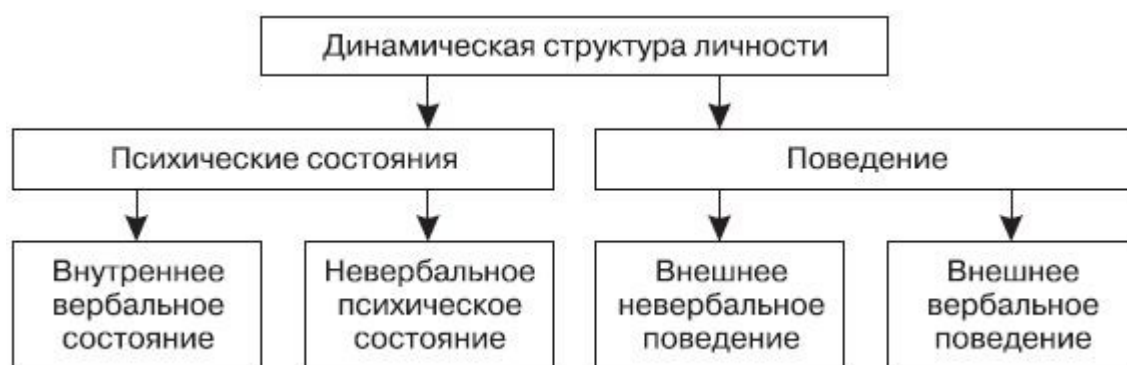 Динамическая структура личности
Психические состояния
Поведение
Внутреннее
вербальное
состояние
Невербальное
психическое
состояние
Внешнее
невербальное
поведение
Внешнее
вербальное
поведение